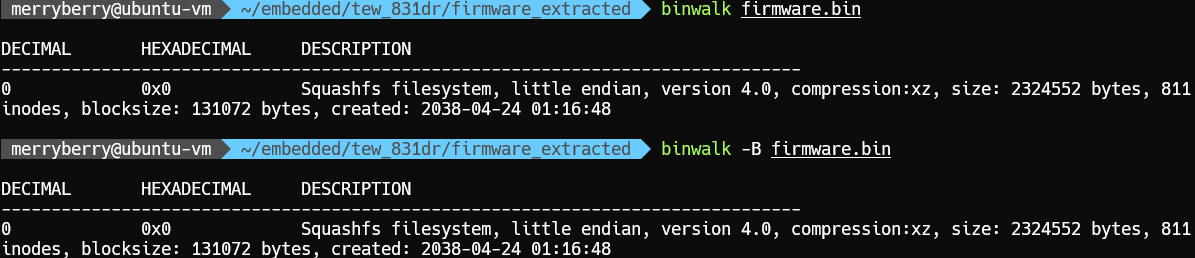 merryberry@ubuntu-vm ~/embedded/tew_831dr/firmware_extracted binwalk firmware.bin
DECIMAL HEXADECIMAL DESCRIPTION
--------------------------------------------------------------------------------
0 0x0 Squashfs filesystem, little endian, version 4.0, compression:xz, size: 2324552 bytes, 811
inodes, blocksize: 131072 bytes, created: 2038-04-24 01:16:48
merryberry@ubuntu-vm ~/embedded/tew_831dr/firmware_extracted binwalk -B firmware.bin
DECIMAL HEXADECIMAL DESCRIPTION
--------------------------------------------------------------------------------
0 0x0 Squashfs filesystem, little endian, version 4.0, compression:xz, size: 2324552 bytes, 811
inodes, blocksize: 131072 bytes, created: 2038-04-24 01:16:48